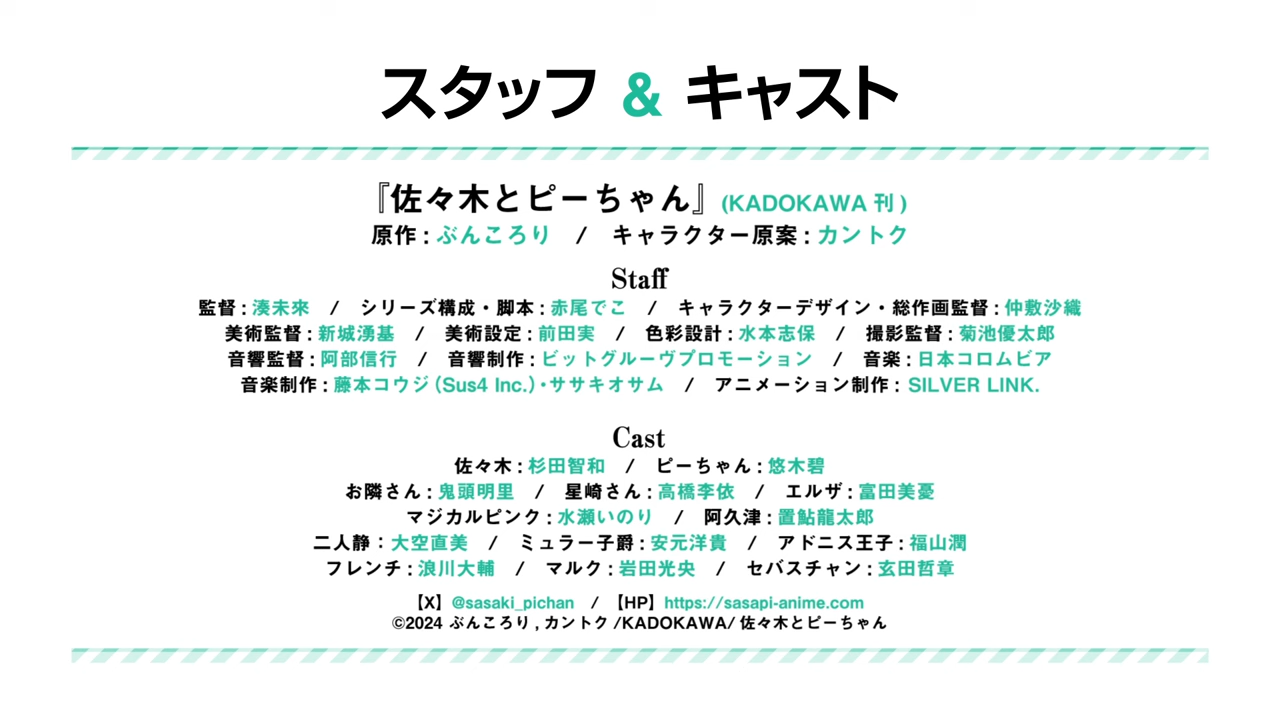 スタッフ & キャスト
『佐々木とピーちゃん』(KADOKAWA 刊)
原作：ぶんころり / キャラクター原案：カントク
Staff
監督：湊未來 / シリーズ構成・脚本：赤尾でこ / キャラクターデザイン・総作画監督：仲敷沙織
美術監督：新城湧基 / 美術設定：前田実 / 色彩設計：水本志保 / 撮影監督：菊池優太郎
音響監督：阿部信行 / 音響制作：ビットグルーヴプロモーション / 音楽：日本コロムビア
音楽制作：藤本コウジ（Sus4 Inc.）・ササキオサム / アニメーション制作：SILVER LINK.
Cast
佐々木：杉田智和 / ピーちゃん：悠木碧
お隣さん：鬼頭明里 / 星崎さん：高橋李依 / エルザ：富田美憂
マジカルピンク：水瀬いのり / 阿久津：置鮎龍太郎
二人静：大空直美 / ミュラー子爵：安元洋貴 / アドニス王子：福山潤
フレンチ：浪川大輔 / マルク：岩田光央 / セバスチャン：玄田哲章
【X】@sasaki_pichan / 【HP】https://sasapi-anime.com
©2024 ぶんころり , カントク /KADOKAWA/ 佐々木とピーちゃん